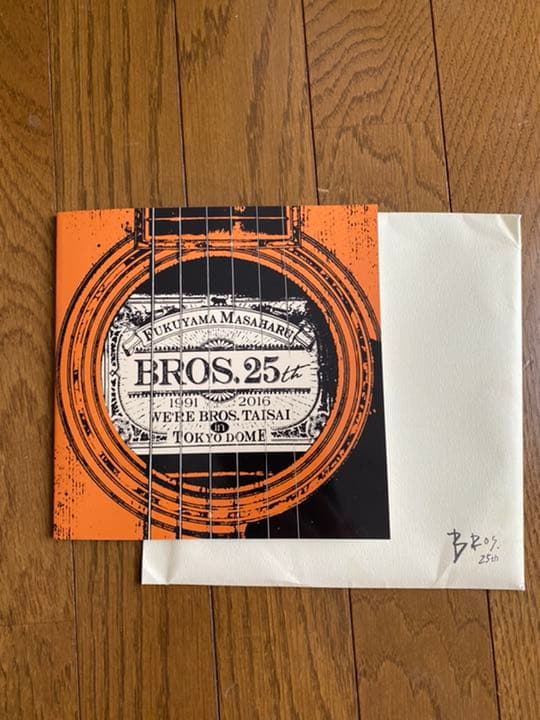 FUKUYAMA MASAHARU
BROS. 25th
1991 2016
WE'RE BROS. TAISAI
in
TOKYO DOME
BROS.
25th